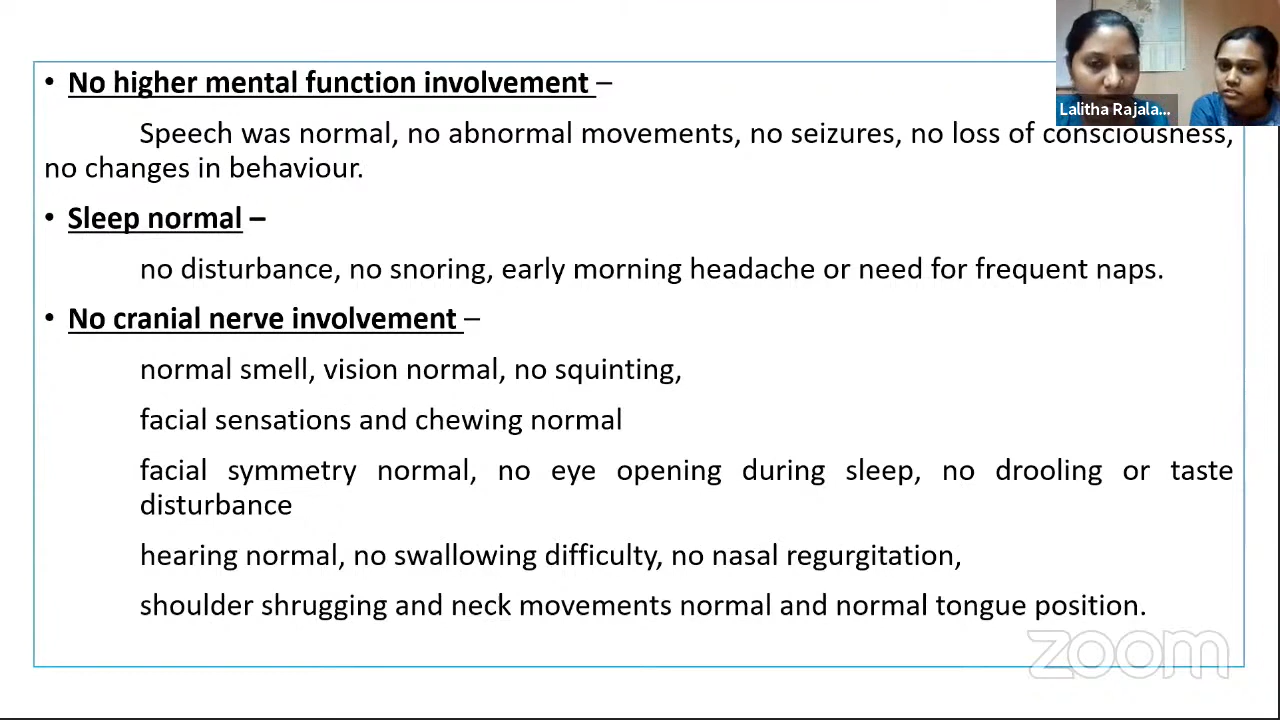 • No higher mental function involvement –
Lalitha Rajala...
Speech was normal, no abnormal movements, no seizures, no loss of consciousness,
no changes in behaviour.
• Sleep normal –
no disturbance, no snoring, early morning headache or need for frequent naps.
• No cranial nerve involvement –
normal smell, vision normal, no squinting,
facial sensations and chewing normal
facial symmetry normal, no eye opening during sleep, no drooling or taste
disturbance
hearing normal, no swallowing difficulty, no nasal regurgitation,
shoulder shrugging and neck movements normal and normal tongue position.
zoom